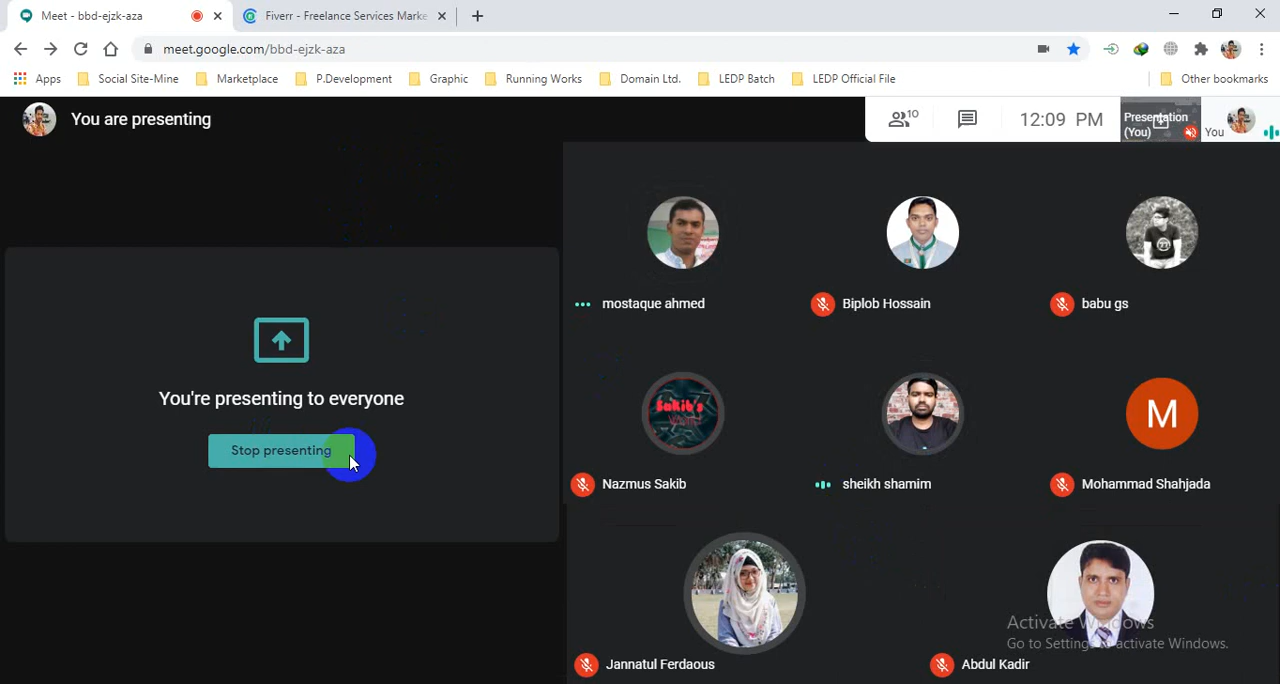 Meet - bbd-ejzk-aza
Fiverr - Freelance Services Marke
meet.google.com/bbd-ejzk-aza
Apps
Social Site-Mine
Marketplace
P.Development
Graphic
Running Works
Domain Ltd.
LEDP Batch
LEDP Official File
Other bookmarks
You are presenting
10
12:09 PM
Presentation
(You)
You
mostaque ahmed
Biplob Hossain
babu gs
You're presenting to everyone
Stop presenting
Sakib's
M
Nazmus Sakib
sheikh shamim
Mohammad Shahjada
Jannatul Ferdaous
Abdul Kadir
Activate Windows
Go to Settings to activate Windows.